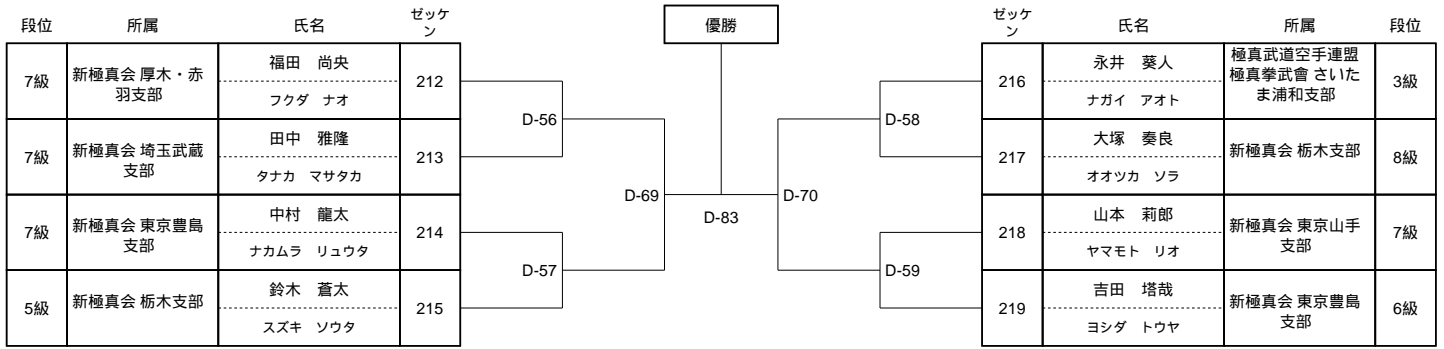 段位 所属 氏名 ゼッケ
ン
優勝
ゼッケ
ン 氏名 所属 段位
7級
新極真会 厚木・赤
羽支部
福田 尚央
フクダ ナオ
212
7級
新極真会 埼玉武蔵
支部
田中 雅隆
タナカ マサタカ
213
7級
新極真会 東京豊島
支部
中村 龍太
ナカムラ リュウタ
214
5級
新極真会 栃木支部
鈴木 蒼太
スズキ ソウタ
215
D-56
D-57
D-69
D-83
D-70
D-58
D-59
216
永井 葵人
ナガイ アオト
極真武道空手連盟
極真拳武會 さいた
ま浦和支部
3級
217
大塚 奏良
オオツカ ソラ
新極真会 栃木支部
8級
218
山本 莉郎
ヤマモト リオ
新極真会 東京山手
支部
7級
219
吉田 塔哉
ヨシダ トウヤ
新極真会 東京豊島
支部
6級